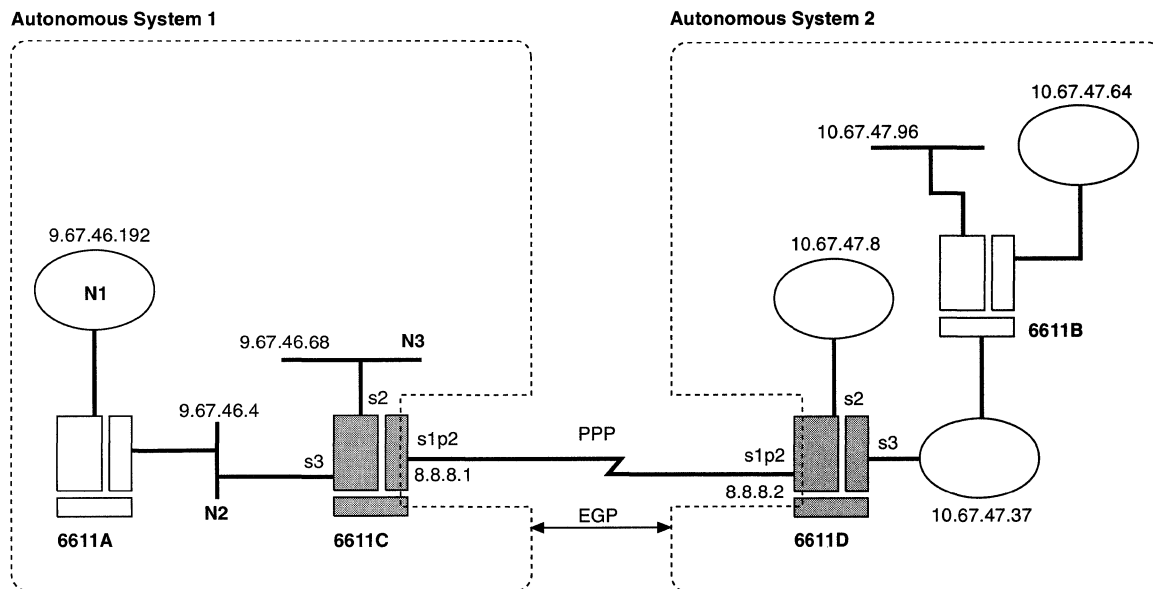 Autonomous System 1
Autonomous System 2
10.67.47.64
10.67.47.96
9.67.46.192
10.67.47.8
N1
6611B
9.67.46.68
N3
s2
s2
9.67.46.4
PPP
s1p2
s1p2
s3
s3
8.8.8.1
8.8.8.2
N2
EGP
10.67.47.37
6611A
6611C
6611D